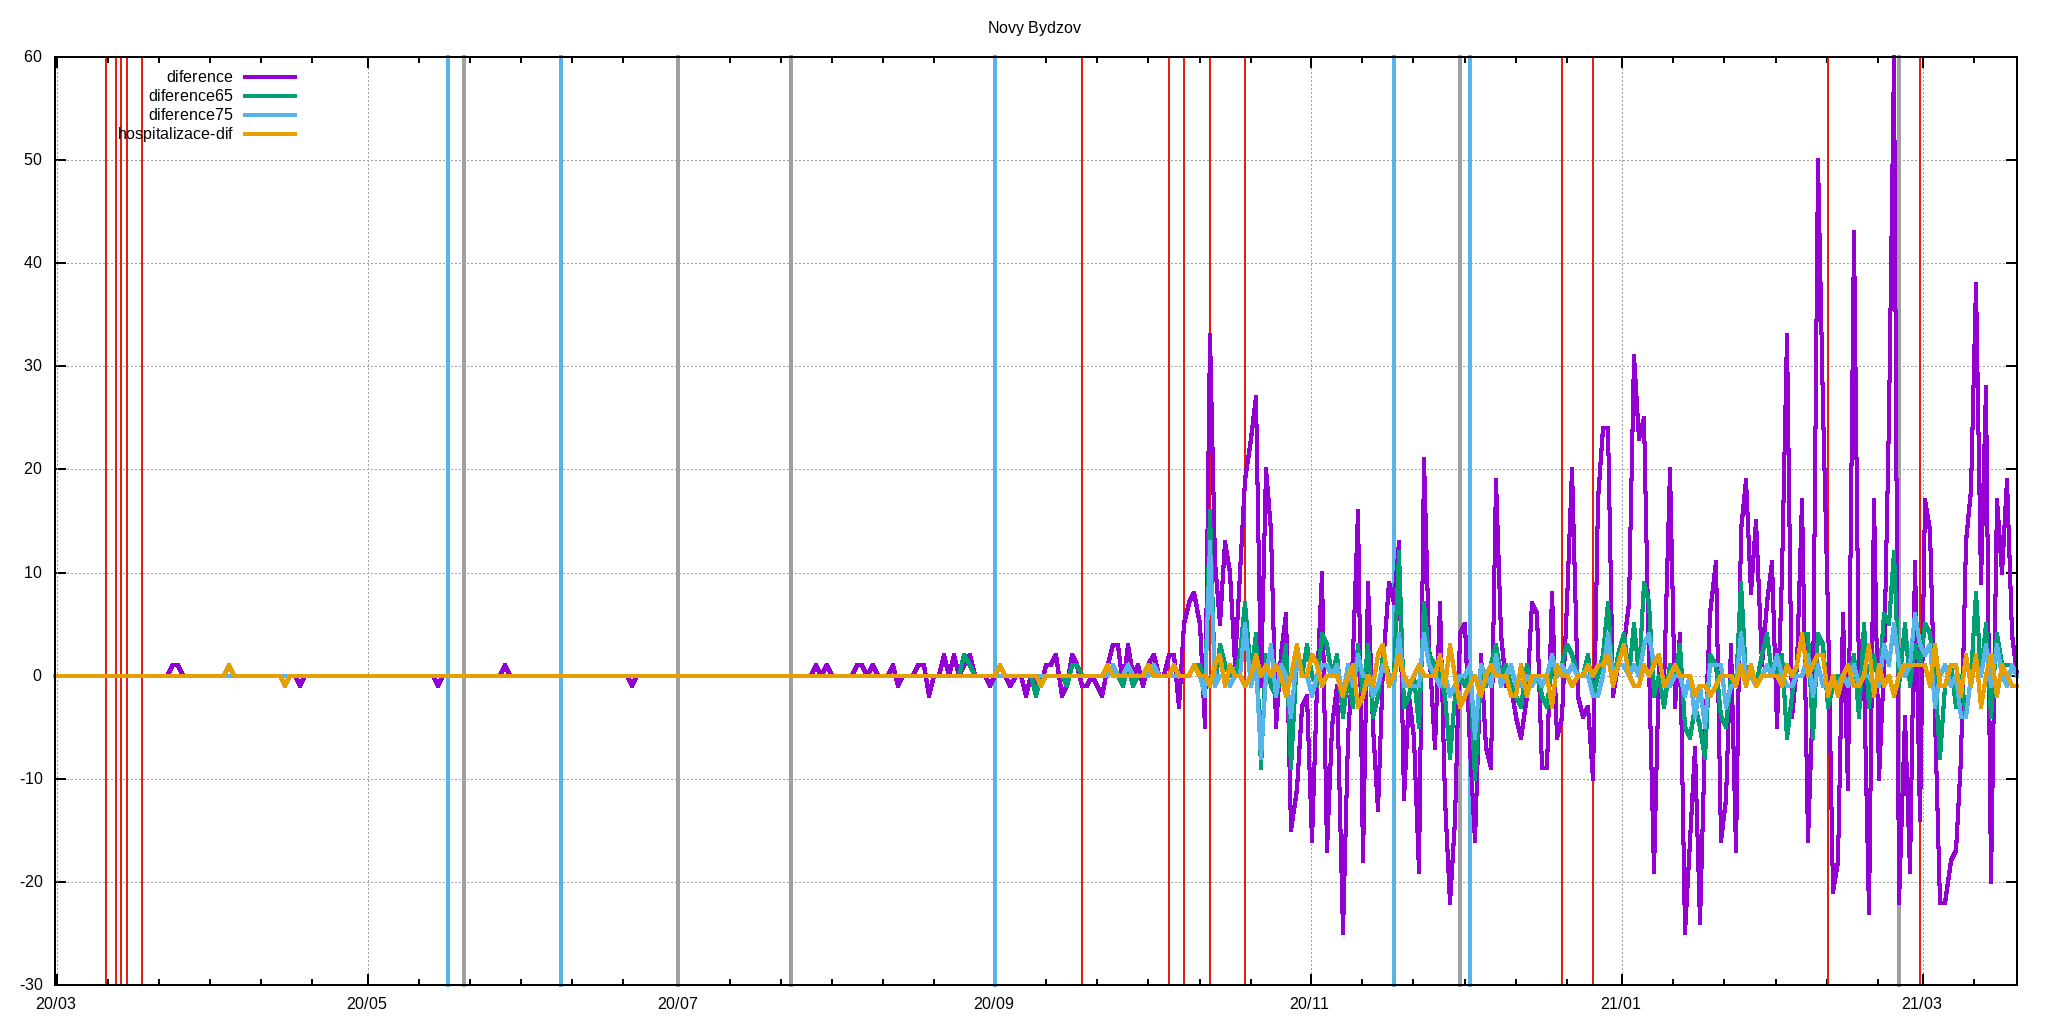 Novy Bydzov
60
diference
diference65
diference75
hospitalizace-dif
50
40
30
20
10
0
-10
-20
-30
20/03 20/05 20/07 20/09 20/11 21/01 21/03